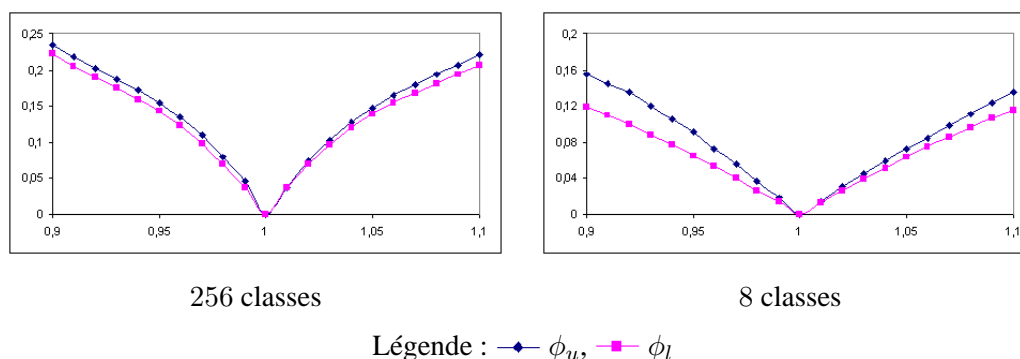 0,25
0,2
0,15
0,1
0,05
0
0,9 0,95 1 1,05 1,1
256 classes
0,2
0,16
0,12
0,08
0,04
0
0,9 0,95 1 1,05 1,1
8 classes
Légende : ϕu, ϕl